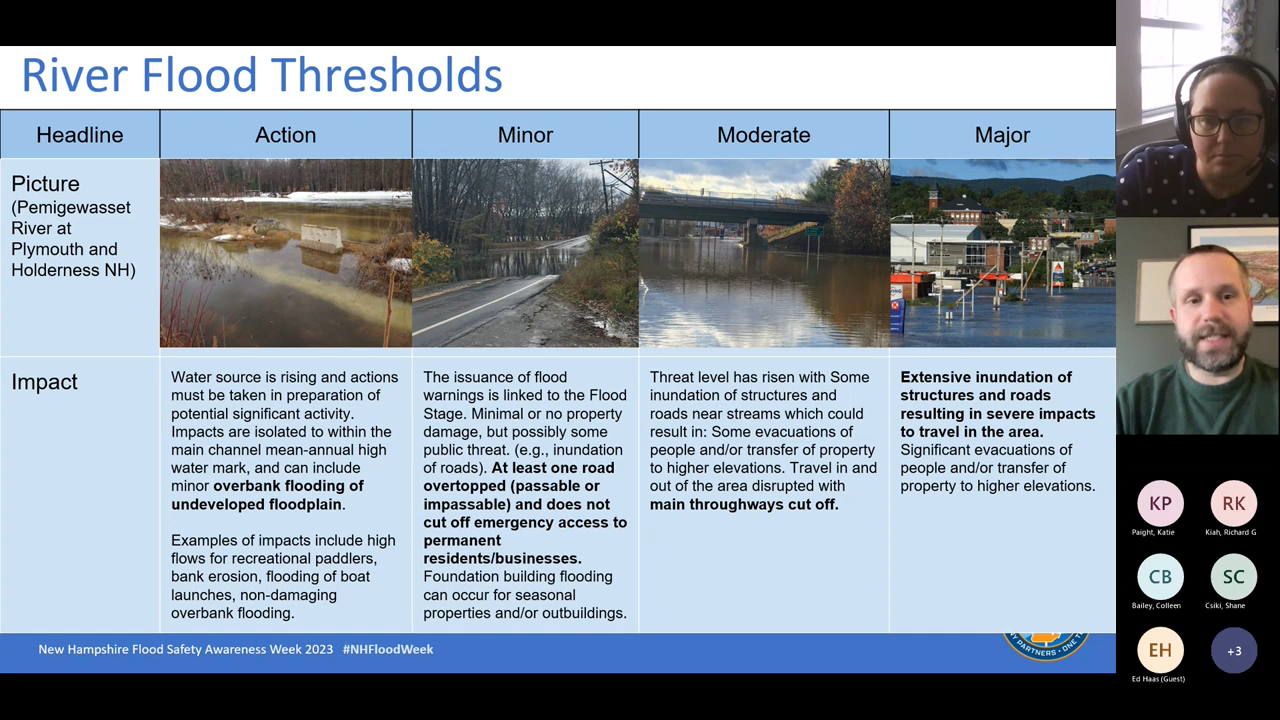 River Flood Thresholds
Headline
Action
Minor
Moderate
Major
Picture
(Pemigewasset
River at
Plymouth and
Holderness NH)
Impact
Water source is rising and actions
must be taken in preparation of
potential significant activity.
Impacts are isolated to within the
main channel mean-annual high
water mark, and can include
minor overbank flooding of
undeveloped floodplain.
Examples of impacts include high
flows for recreational paddlers,
bank erosion, flooding of boat
launches, non-damaging
overbank flooding.
The issuance of flood
warnings is linked to the Flood
Stage. Minimal or no property
damage, but possibly some
public threat. (e.g., inundation
of roads). At least one road
overtopped (passable or
impassable) and does not
cut off emergency access to
permanent
residents/businesses.
Foundation building flooding
can occur for seasonal
properties and/or outbuildings.
Threat level has risen with Some
inundation of structures and
roads near streams which could
result in: Some evacuations of
people and/or transfer of property
to higher elevations. Travel in and
out of the area disrupted with
main throughways cut off.
Extensive inundation of
structures and roads
resulting in severe impacts
to travel in the area.
Significant evacuations of
people and/or transfer of
property to higher elevations.
New Hampshire Flood Safety Awareness Week 2023 #NHFloodWeek
PARTNERS • ONE
KP
Paight, Katie
RK
Kiah, Richard G
CB
Bailey, Colleen
SC
Csiki, Shane
EH
Ed Haas (Guest)
+3